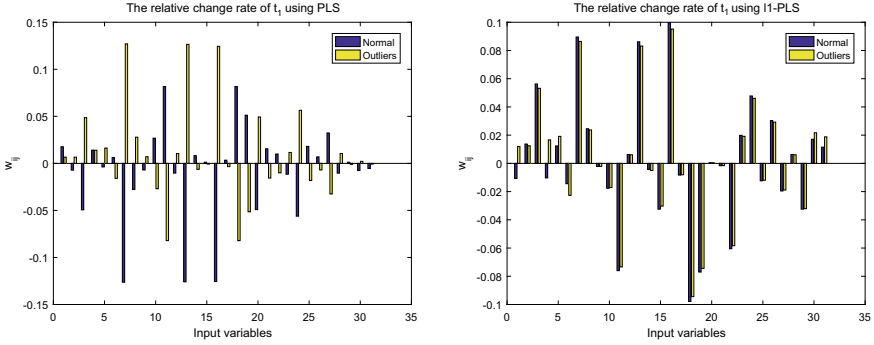 The relative change rate of t1 using PLS
0.15
0.1
0.05
0
-0.05
-0.1
-0.15
wij
Normal
Outliers
0 5 10 15 20 25 30 35
Input variables
The relative change rate of t1 using l1-PLS
0.1
0.08
0.06
0.04
0.02
0
-0.02
-0.04
-0.06
-0.08
-0.1
wij
Normal
Outliers
0 5 10 15 20 25 30 35
Input variables